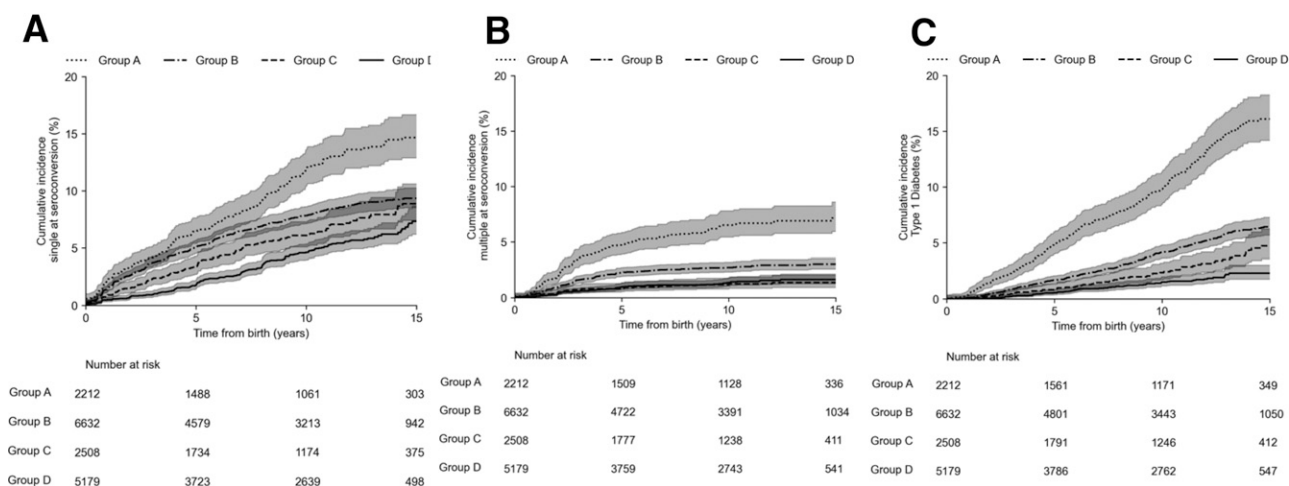 A
Group A Group B Group C Group D
20
15
10
5
0
Cumulative incidence
single at seroconversion (%)
0 5 10 15
Time from birth (years)
Number at risk
Group A 2212 1488 1061 303
Group B 6632 4579 3213 942
Group C 2508 1734 1174 375
Group D 5179 3723 2639 498
B
Group A Group B Group C Group D
20
15
10
5
0
Cumulative incidence
multiple at seroconversion (%)
0 5 10 15
Time from birth (years)
Number at risk
Group A 2212 1509 1128 336
Group B 6632 4722 3391 1034
Group C 2508 1777 1238 411
Group D 5179 3759 2743 541
C
Group A Group B Group C Group D
20
15
10
5
0
Cumulative incidence
Type 1 Diabetes (%)
0 5 10 15
Time from birth (years)
Number at risk
Group A 2212 1561 1171 349
Group B 6632 4801 3443 1050
Group C 2508 1791 1246 412
Group D 5179 3786 2762 547